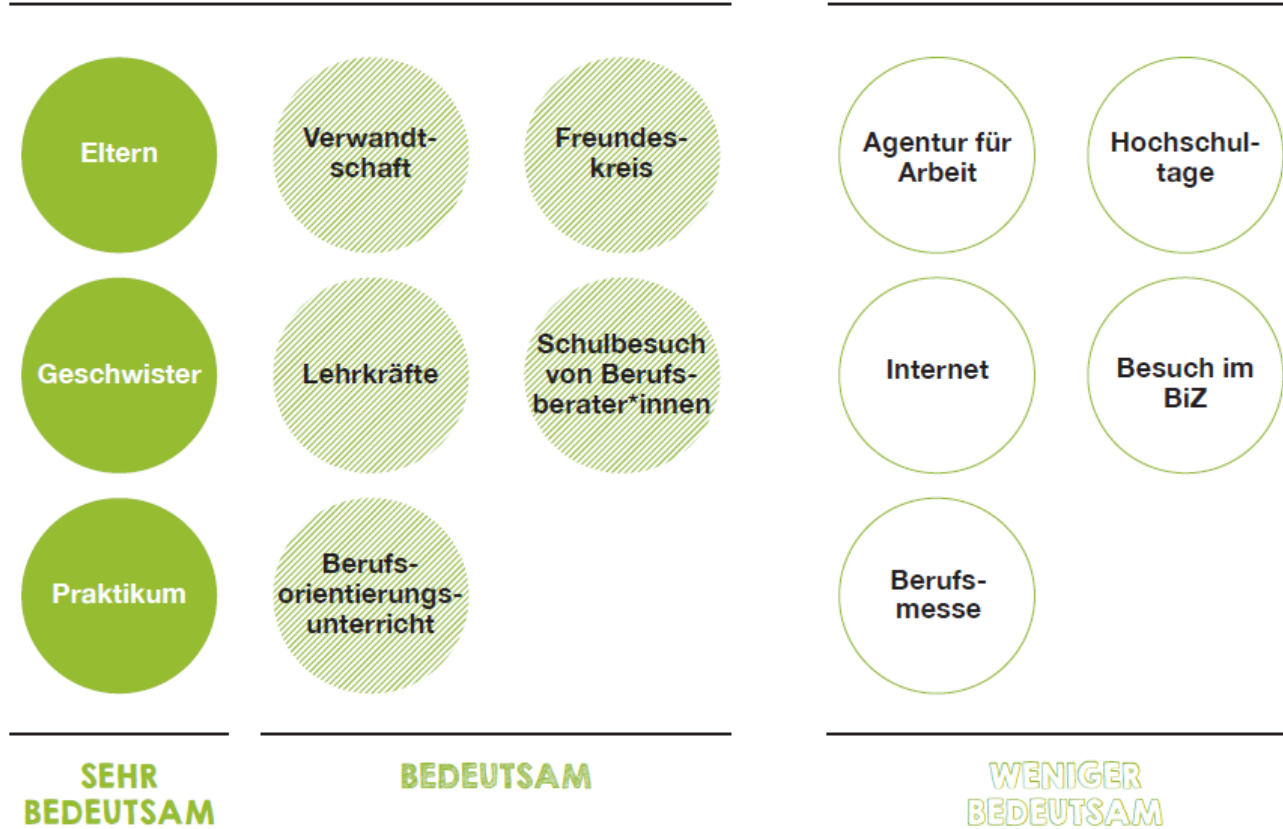 Eltern
Verwandt-
schaft
Freundes-
kreis
Agentur für
Arbeit
Hochschul-
tage
Geschwister
Lehrkräfte
Schulbesuch
von Berufs-
berater*innen
Internet
Besuch im
BiZ
Praktikum
Berufs-
orientierungs-
unterricht
Berufs-
messe
SEHR
BEDEUTSAM
BEDEUTSAM
WENIGER
BEDEUTSAM